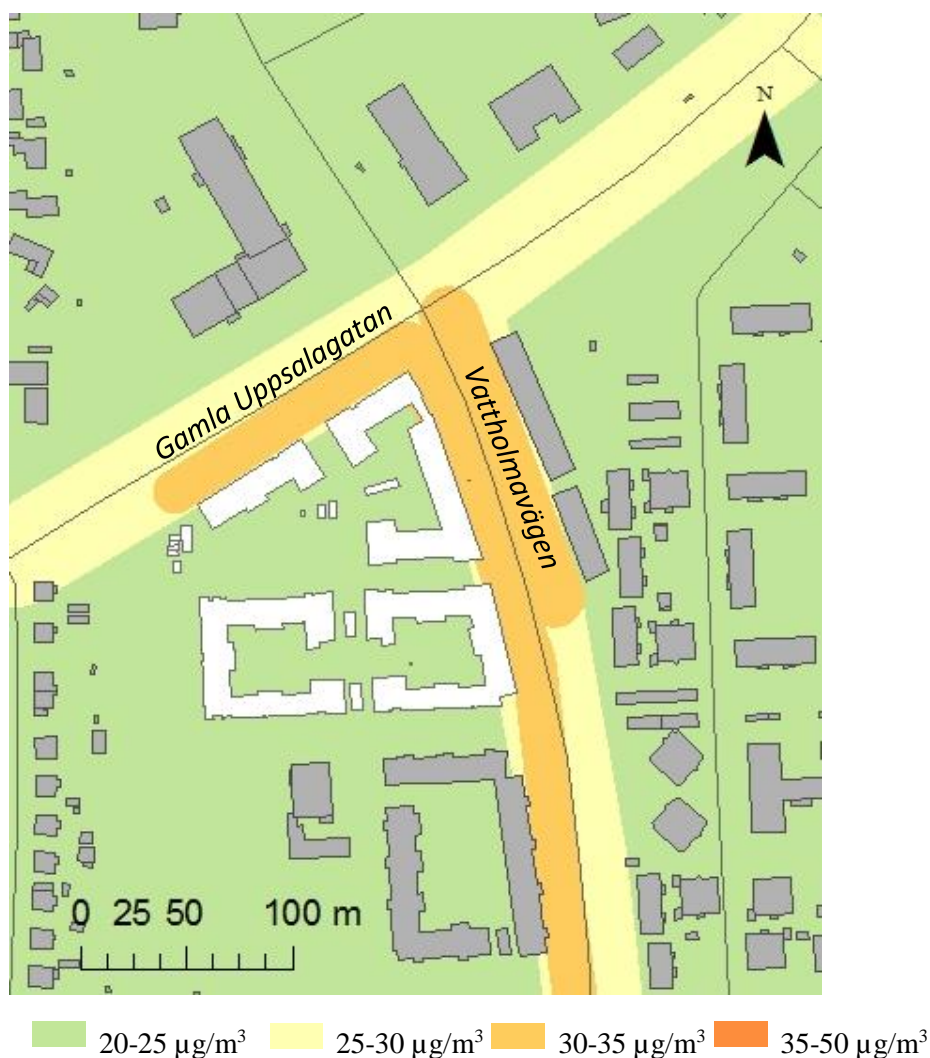 N
Gamla Uppsalagatan
Vattholmavägen
0 25 50 100 m
20-25 µg/m³ 25-30 µg/m³ 30-35 µg/m³ 35-50 µg/m³